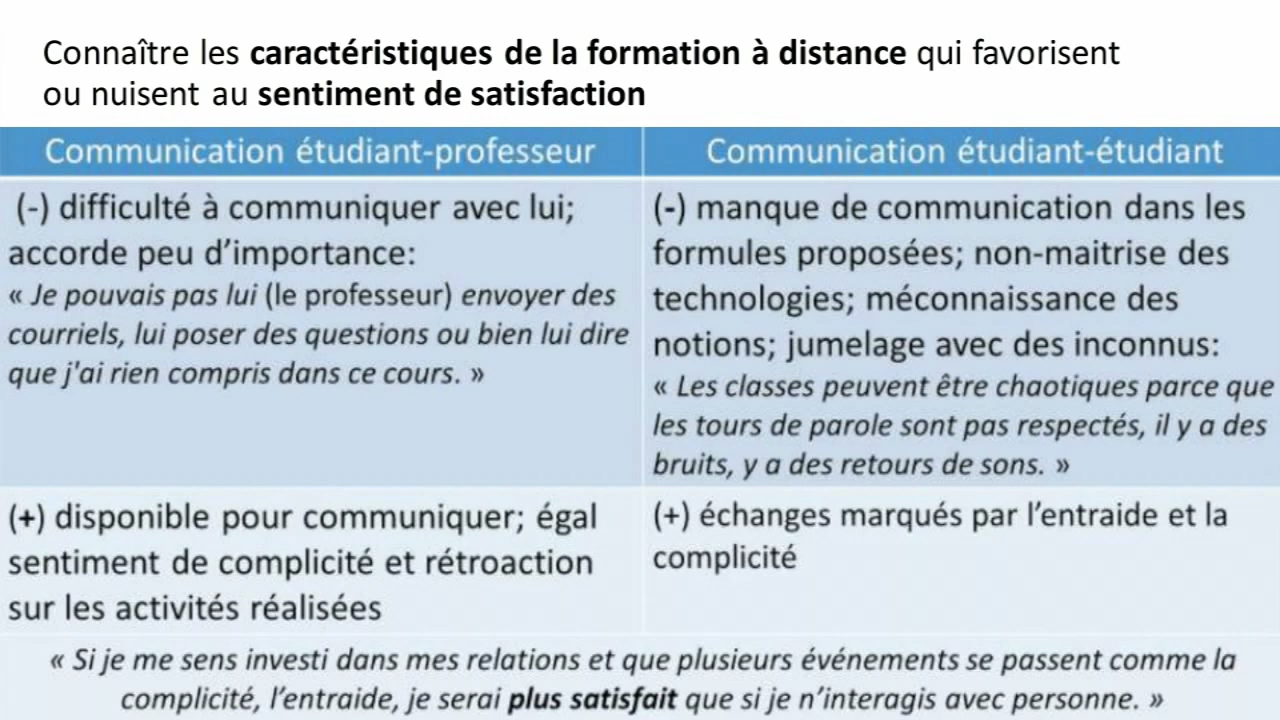 Connaître les caractéristiques de la formation à distance qui favorisent
ou nuisent au sentiment de satisfaction
Communication étudiant-professeur
Communication étudiant-étudiant
(-) difficulté à communiquer avec lui;
accorde peu d'importance:
« Je pouvais pas lui (le professeur) envoyer des
courriels, lui poser des questions ou bien lui dire
que j'ai rien compris dans ce cours. »
(-) manque de communication dans les
formules proposées; non-maitrise des
technologies; méconnaissance des
notions; jumelage avec des inconnus:
« Les classes peuvent être chaotiques parce que
les tours de parole sont pas respectés, il y a des
bruits, y a des retours de sons. »
(+) disponible pour communiquer; égal
sentiment de complicité et rétroaction
sur les activités réalisées
(+) échanges marqués par l'entraide et la
complicité
« Si je me sens investi dans mes relations et que plusieurs événements se passent comme la
complicité, l'entraide, je serai plus satisfait que si je n'interagis avec personne. »